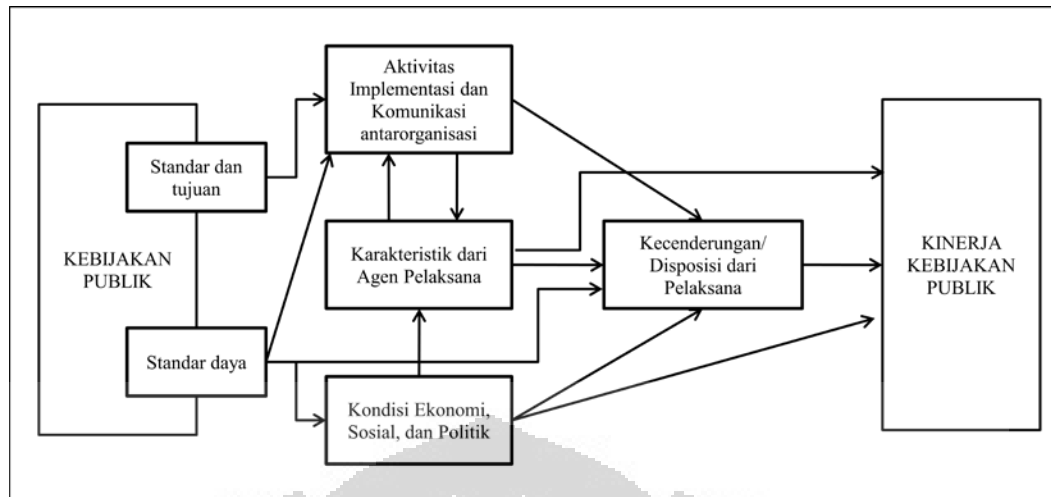 KEBIJAKAN
PUBLIK
Standar dan
tujuan
Standar daya
Aktivitas
Implementasi dan
Komunikasi
antarorganisasi
Karakteristik dari
Agen Pelaksana
Kondisi Ekonomi,
Sosial, dan Politik
Kecenderungan/
Disposisi dari
Pelaksana
KINERJA
KEBIJAKAN
PUBLIK